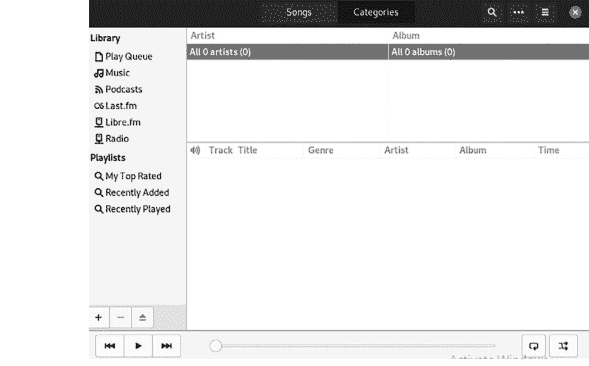 Songs Categories
Library
Play Queue
Music
Podcasts
Last.fm
Libre.fm
Radio
Playlists
My Top Rated
Recently Added
Recently Played
Artist Album
All 0 artists (0) All 0 albums (0)
Track Title Genre Artist Album Time